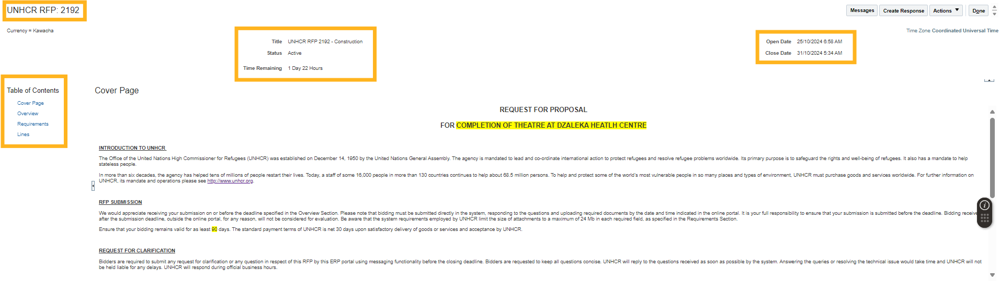 UNHCR RFP: 2192
Messages Create Response Actions Done
Currency = Kawacha
Time Zone Coordinated Universal Time
Title UNHCR RFP 2192 - Construction
Status Active
Time Remaining 1 Day 22 Hours
Open Date 25/10/2024 6:58 AM
Close Date 31/10/2024 5:34 AM
Table of Contents
Cover Page
Overview
Requirements
Lines
Cover Page
REQUEST FOR PROPOSAL
FOR COMPLETION OF THEATRE AT DZALEKA HEATLH CENTRE
INTRODUCTION TO UNHCR
The Office of the United Nations High Commissioner for Refugees (UNHCR) was established on December 14, 1950 by the United Nations General Assembly. The agency is mandated to lead and co-ordinate international action to protect refugees and resolve refugee problems worldwide. Its primary purpose is to safeguard the rights and well-being of refugees. It also has a mandate to help
stateless people.
In more than six decades, the agency has helped tens of millions of people restart their lives. Today, a staff of some 16,000 people in more than 130 countries continues to help about 68.5 million persons. To help and protect some of the world's most vulnerable people in so many places and types of environment, UNHCR must purchase goods and services worldwide. For further information on
UNHCR, its mandate and operations please see http://www.unhcr.org.
RFP SUBMISSION
We would appreciate receiving your submission on or before the deadline specified in the Overview Section. Please note that bidding must be submitted directly in the system, responding to the questions and uploading required documents by the date and time indicated in the online portal. It is your full responsibility to ensure that your submission is submitted before the deadline. Bidding receive
after the submission deadline, outside the online portal, for any reason, will not be considered for evaluation. Be aware that the system requirements employed by UNHCR limit the size of attachments to a maximum of 24 Mb in each required field, as specified in the Requirements Section.
Ensure that your bidding remains valid for as least 90 days. The standard payment terms of UNHCR is net 30 days upon satisfactory delivery of goods or services and acceptance by UNHCR.
REQUEST FOR CLARIFICATION
Bidders are required to submit any request for clarification or any question in respect of this RFP by this ERP portal using messaging functionality before the closing deadline. Bidders are requested to keep all questions concise. UNHCR will reply to the questions received as soon as possible by the system. Answering the queries or resolving the technical issue would take time and UNHCR will not
be held liable for any delays. UNHCR will respond during official business hours.